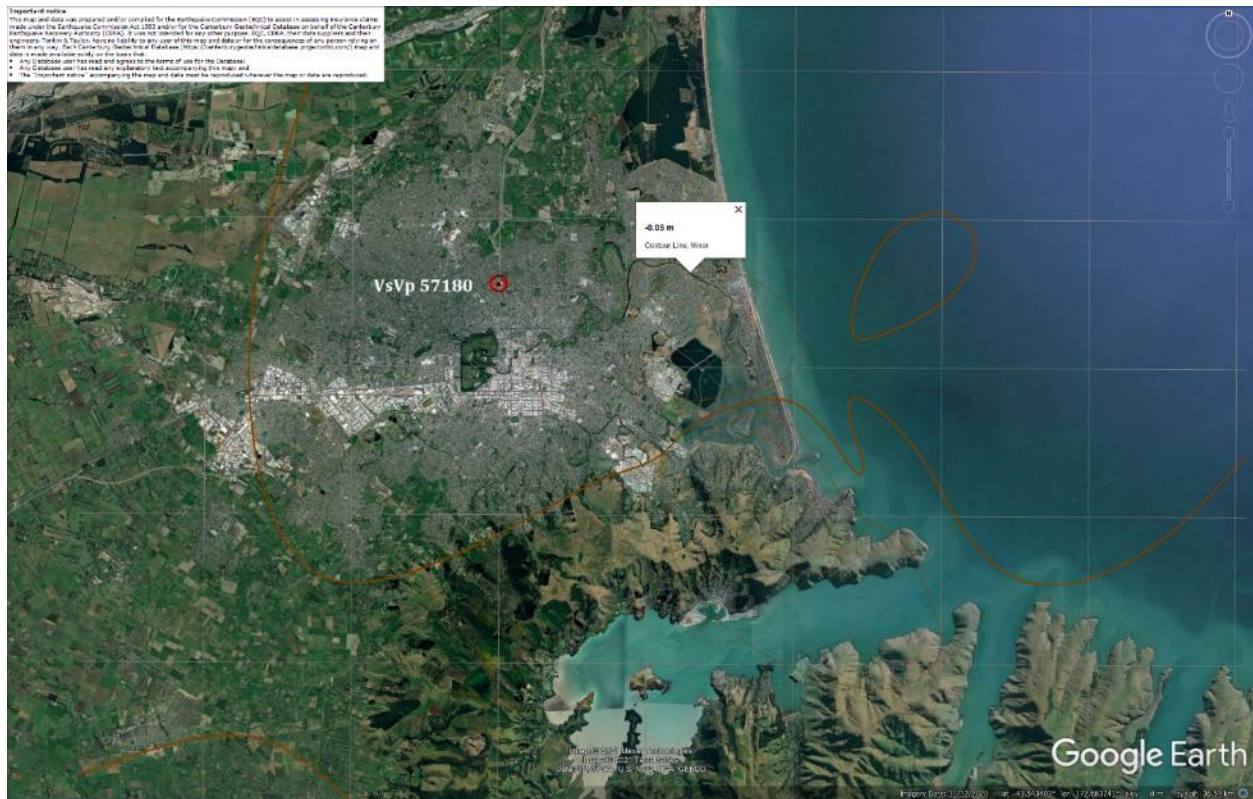 Important notice
This map and data was prepared and/or compiled for the Earthquake Commission (EQC) to assist in assessing insurance claims
made under the Earthquake Commission Act 1993 and/or for the Canterbury Geotechnical Database on behalf of the Canterbury
Earthquake Recovery Authority (CERA). It was not intended for any other purpose. EQC, CERA, their data suppliers and their
engineers, Tonkin & Taylor, have no liability to any user of this map and data or for the consequences of any person relying on
them in any way. Each Canterbury Geotechnical Database (https://canterburygeotechnicaldatabase.projectorbit.com/) map and
data is made available solely on the basis that:
• Any Database user has read and agrees to the terms of use for the Database;
• Any Database user has read any explanatory text accompanying this map; and
• The "Important notice" accompanying the map and data must be reproduced wherever the map or data are reproduced.
N
-0.05 m
Contour Line, Minor
VsVp 57180
Google Earth